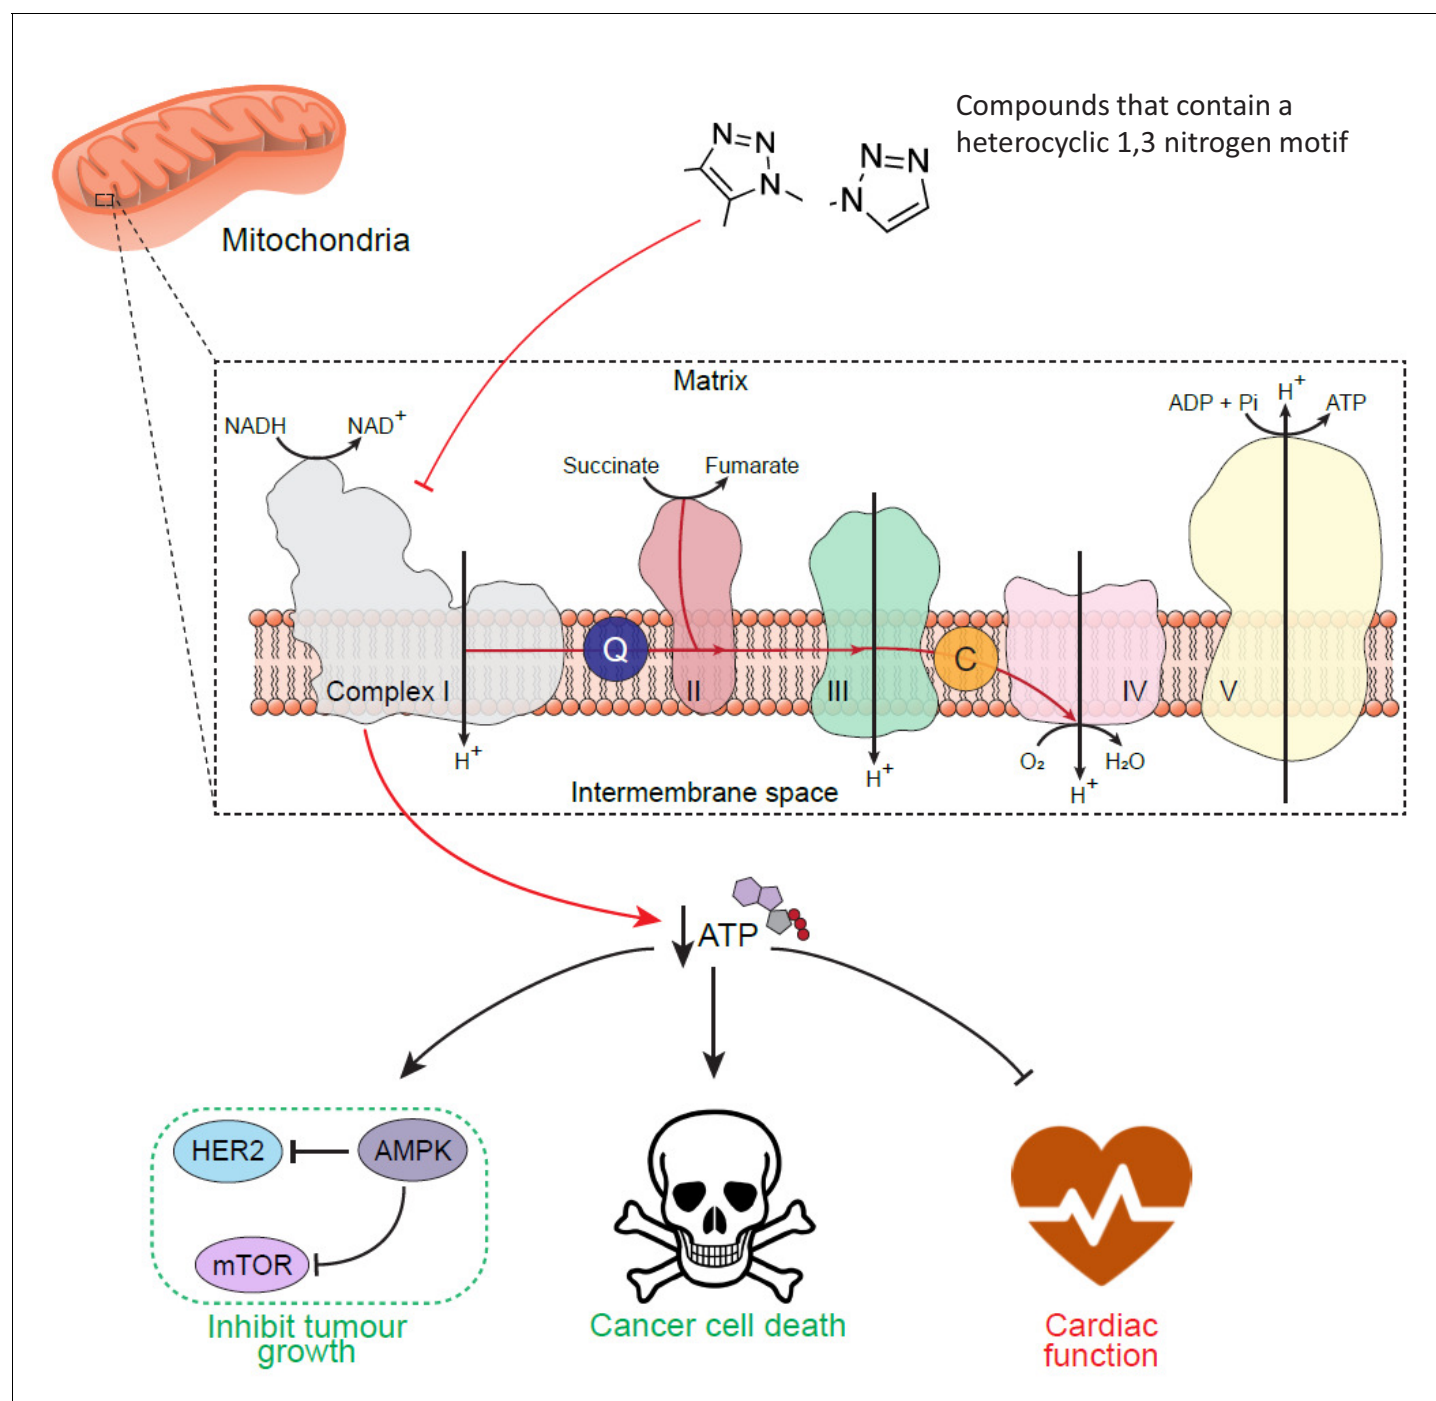 Compounds that contain a
heterocyclic 1,3 nitrogen motif
N N
N
N
N N
N
N
Mitochondria
Matrix
NADH NAD+
Succinate Fumarate
ADP + Pi H+ ATP
Q
C
Complex I
II
III
IV
V
H+
H+
O₂ H₂O
H+
Intermembrane space
ATP
HER2 AMPK
mTOR
Inhibit tumour
growth
Cancer cell death
Cardiac
function